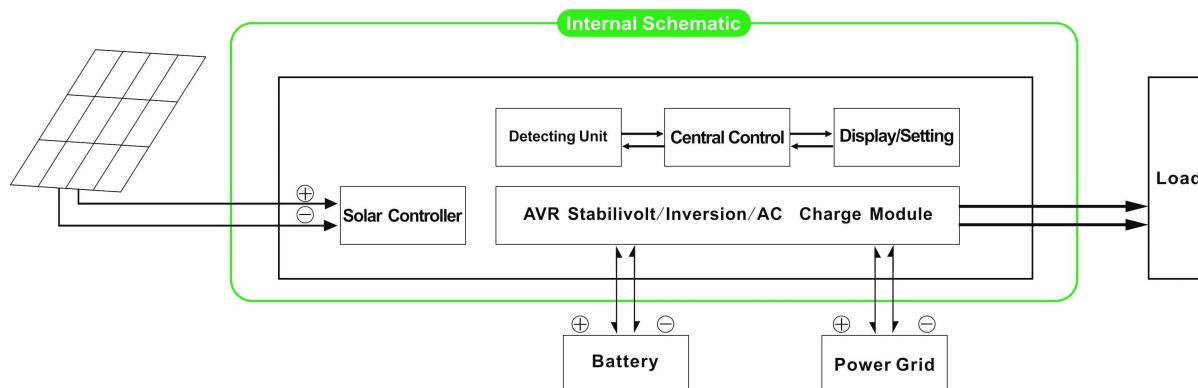 Internal Schematic
Detecting Unit
Central Control
Display/Setting
Load
+
−
Solar Controller
AVR Stabilivolt/Inversion/AC Charge Module
+
−
+
−
Battery
Power Grid